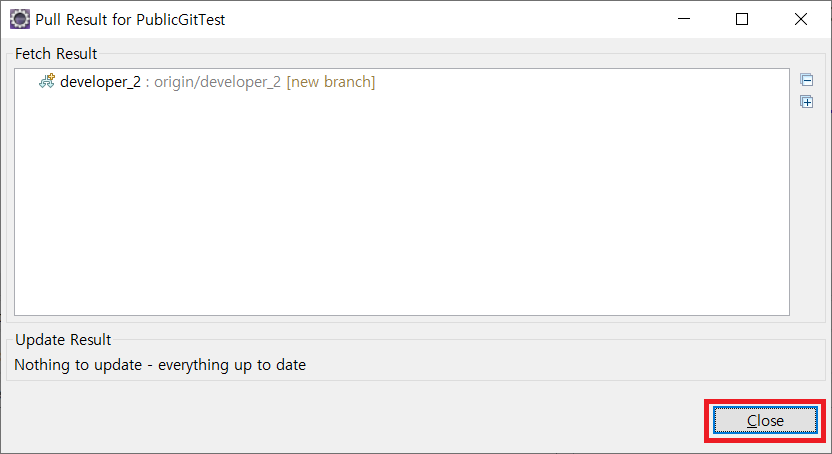 Pull Result for PublicGitTest
Fetch Result
developer_2 : origin/developer_2 [new branch]
Update Result
Nothing to update - everything up to date
Close